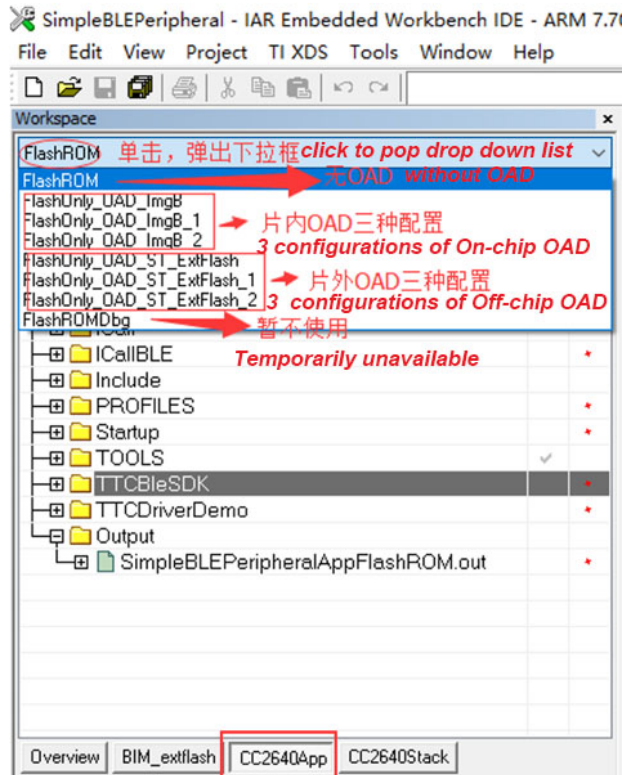 SimpleBLEPeripheral - IAR Embedded Workbench IDE - ARM 7.70
File Edit View Project TI XDS Tools Window Help
Workspace
FlashROM 单击，弹出下拉框 click to pop drop down list
FlashROM 无OAD without OAD
FlashOnly_OAD_ImgB
FlashOnly_OAD_ImgB_1 片内OAD三种配置
FlashOnly_OAD_ImgB_2 3 configurations of On-chip OAD
FlashOnly_OAD_ST_ExtFlash
FlashOnly_OAD_ST_ExtFlash_1 片外OAD三种配置
FlashOnly_OAD_ST_ExtFlash_2 3 configurations of Off-chip OAD
FlashROMDbg 暂不使用
ICallBLE Temporarily unavailable
Include
PROFILES
Startup
TOOLS
TTCBleSDK
TTCDriverDemo
Output
SimpleBLEPeripheralAppFlashROM.out
Overview BIM_extflash CC2640App CC2640Stack